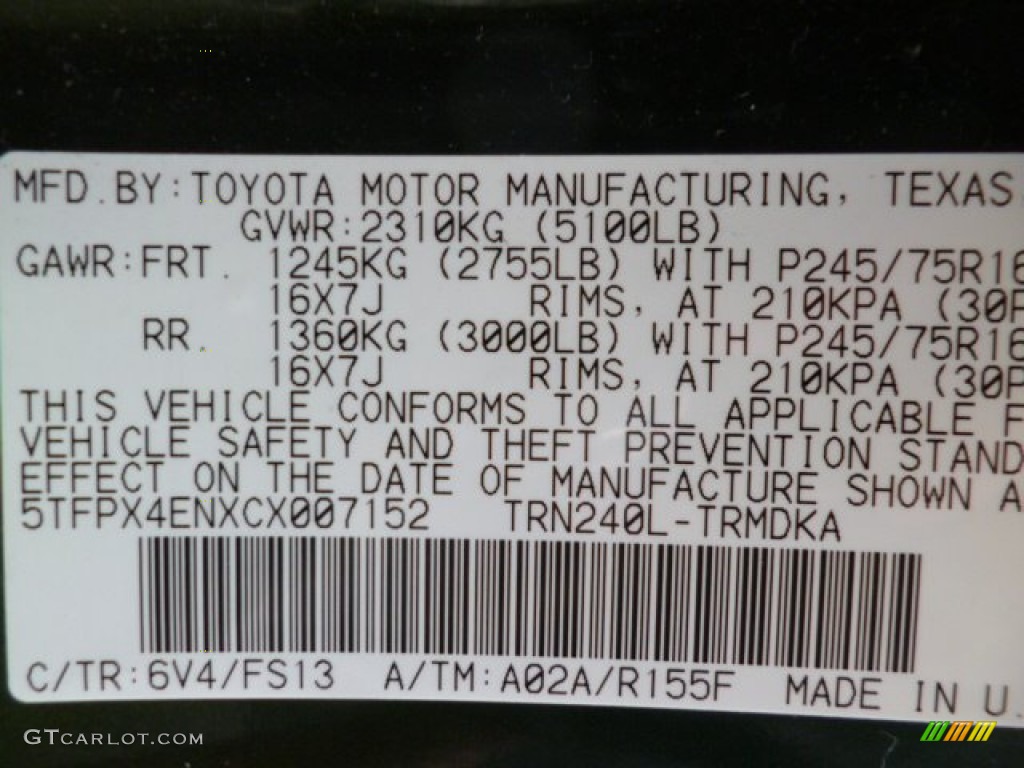 MFD.BY:TOYOTA MOTOR MANUFACTURING, TEXAS
GVWR:2310KG (5100LB)
GAWR:FRT. 1245KG (2755LB) WITH P245/75R16
16X7J RIMS, AT 210KPA (30P
RR. 1360KG (3000LB) WITH P245/75R16
16X7J RIMS, AT 210KPA (30P
THIS VEHICLE CONFORMS TO ALL APPLICABLE F
VEHICLE SAFETY AND THEFT PREVENTION STAND
EFFECT ON THE DATE OF MANUFACTURE SHOWN A
5TFPX4ENXCX007152 TRN240L-TRMDKA
C/TR:6V4/FS13 A/TM:A02A/R155F MADE IN U.
GTCARLOT.COM